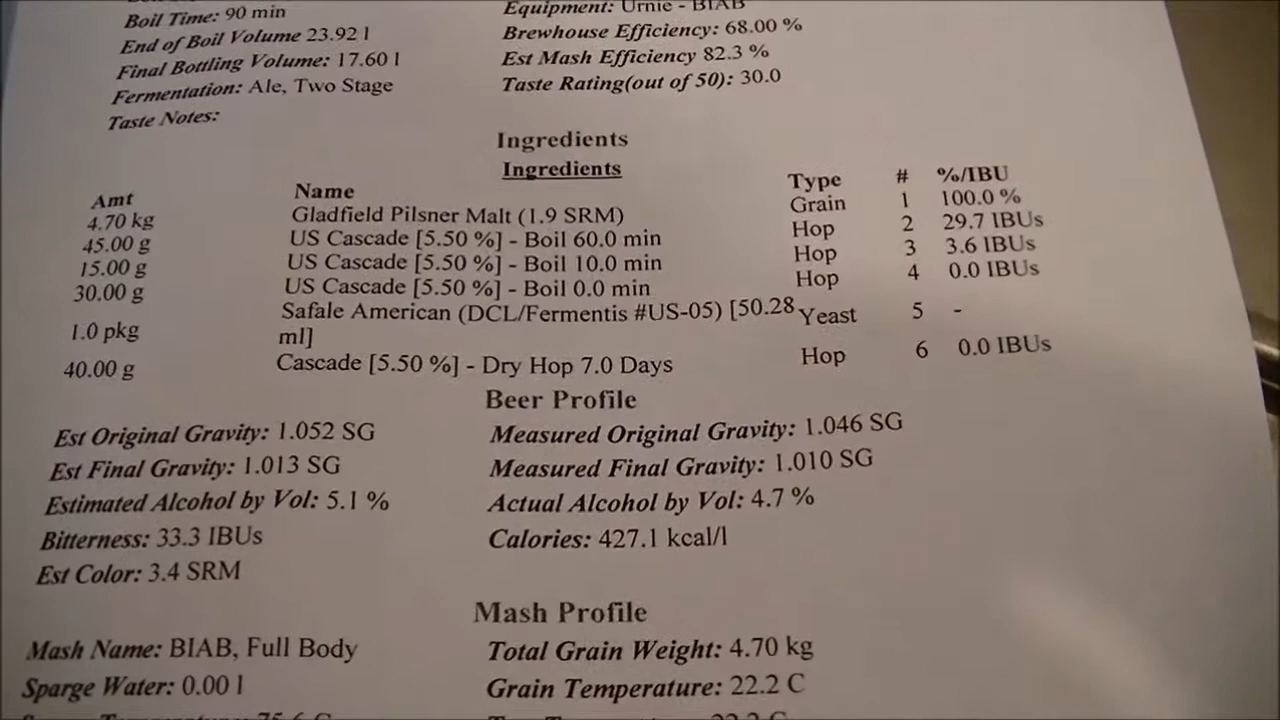 Boil Time: 90 min
End of Boil Volume 23.92 l
Final Bottling Volume: 17.60 l
Fermentation: Ale, Two Stage
Taste Notes:
Equipment: Urnie - BIAB
Brewhouse Efficiency: 68.00 %
Est Mash Efficiency 82.3 %
Taste Rating(out of 50): 30.0
Ingredients
Ingredients
Amt Name Type # %/IBU
4.70 kg Gladfield Pilsner Malt (1.9 SRM) Grain 1 100.0 %
45.00 g US Cascade [5.50 %] - Boil 60.0 min Hop 2 29.7 IBUs
15.00 g US Cascade [5.50 %] - Boil 10.0 min Hop 3 3.6 IBUs
30.00 g US Cascade [5.50 %] - Boil 0.0 min Hop 4 0.0 IBUs
1.0 pkg Safale American (DCL/Fermentis #US-05) [50.28 Yeast 5 -
ml]
40.00 g Cascade [5.50 %] - Dry Hop 7.0 Days Hop 6 0.0 IBUs
Beer Profile
Est Original Gravity: 1.052 SG
Est Final Gravity: 1.013 SG
Estimated Alcohol by Vol: 5.1 %
Bitterness: 33.3 IBUs
Est Color: 3.4 SRM
Measured Original Gravity: 1.046 SG
Measured Final Gravity: 1.010 SG
Actual Alcohol by Vol: 4.7 %
Calories: 427.1 kcal/l
Mash Profile
Mash Name: BIAB, Full Body
Sparge Water: 0.00 l
Total Grain Weight: 4.70 kg
Grain Temperature: 22.2 C